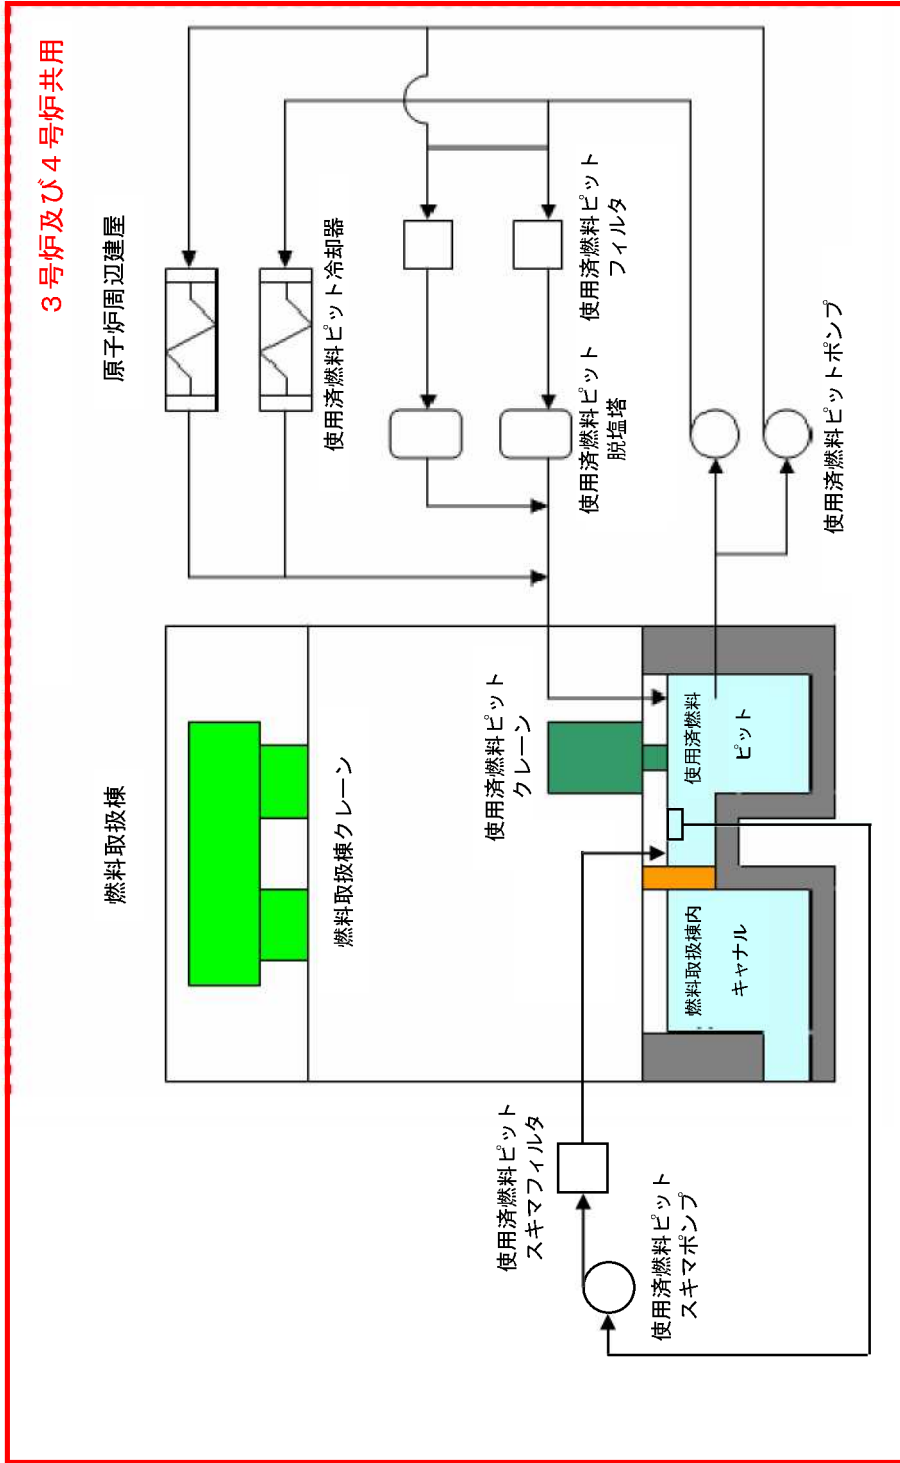 ３号炉及び４号炉共用
燃料取扱棟
原子炉周辺建屋
使用済燃料ピット冷却器
燃料取扱棟クレーン
使用済燃料ピット
クレーン
使用済燃料ピット
フィルタ
使用済燃料ピット
脱塩塔
使用済燃料ピットポンプ
使用済燃料
ピット
燃料取扱棟内
キャナル
使用済燃料ピット
スキマフィルタ
使用済燃料ピット
スキマポンプ